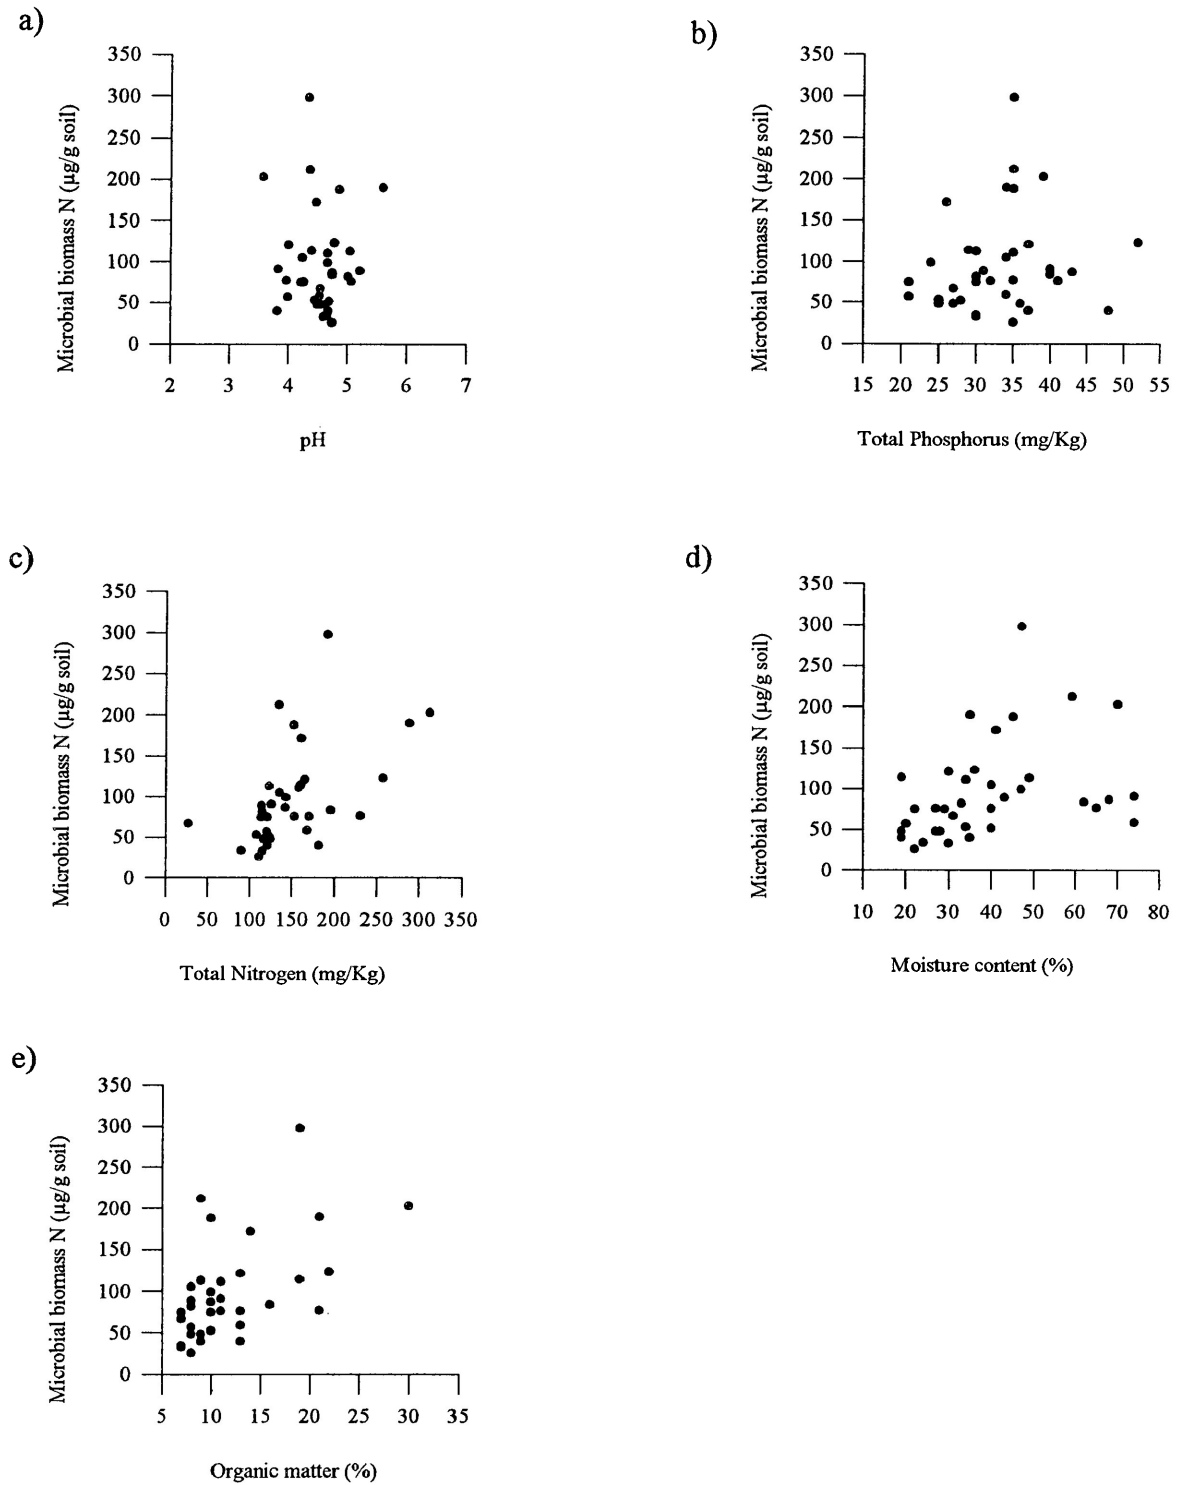 a)
350
300
250
200
150
100
50
0
Microbial biomass N (µg/g soil)
2 3 4 5 6 7
pH
b)
350
300
250
200
150
100
50
0
Microbial biomass N (µg/g soil)
15 20 25 30 35 40 45 50 55
Total Phosphorus (mg/Kg)
c)
350
300
250
200
150
100
50
0
Microbial biomass N (µg/g soil)
0 50 100 150 200 250 300 350
Total Nitrogen (mg/Kg)
d)
350
300
250
200
150
100
50
0
Microbial biomass N (µg/g soil)
10 20 30 40 50 60 70 80
Moisture content (%)
e)
350
300
250
200
150
100
50
0
Microbial biomass N (µg/g soil)
5 10 15 20 25 30 35
Organic matter (%)